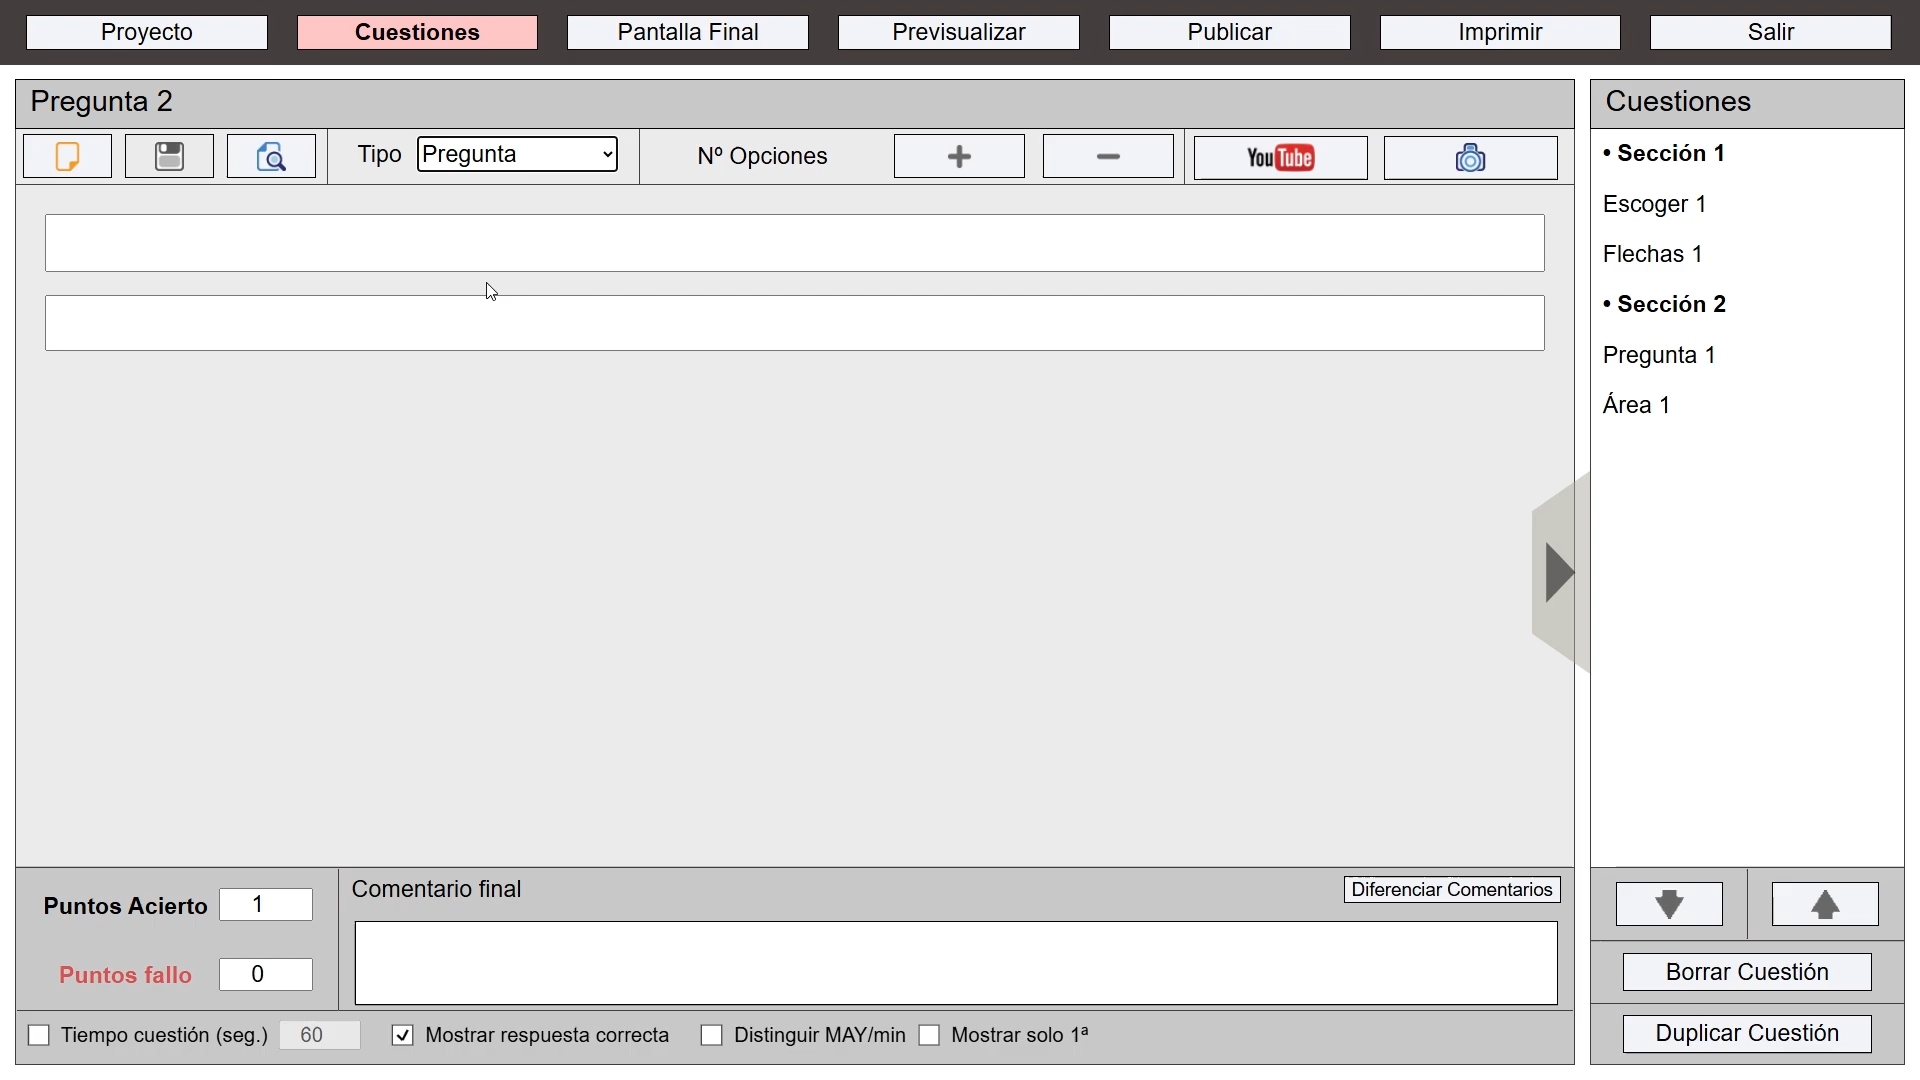 Proyecto
Cuestiones
Pantalla Final
Previsualizar
Publicar
Imprimir
Salir
Pregunta 2
Tipo
Pregunta
Nº Opciones
YouTube
Cuestiones
• Sección 1
Escoger 1
Flechas 1
• Sección 2
Pregunta 1
Área 1
Puntos Acierto 1
Puntos fallo 0
Comentario final
Diferenciar Comentarios
Tiempo cuestión (seg.) 60
Mostrar respuesta correcta
Distinguir MAY/min
Mostrar solo 1ª
Borrar Cuestión
Duplicar Cuestión